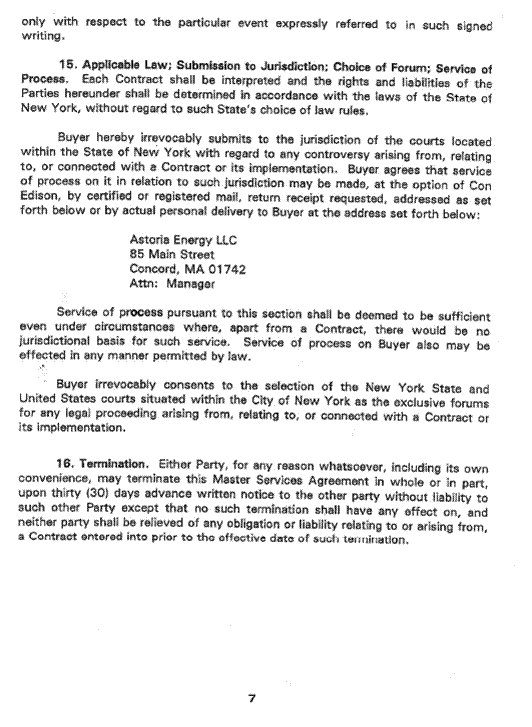 only with respect to the particular event expressly referred to in such signed
writing.
15. Applicable Law; Submission to Jurisdiction; Choice of Forum; Service of
Process. Each Contract shall be interpreted and the rights and liabilities of the
Parties hereunder shall be determined in accordance with the laws of the State of
New York, without regard to such State's choice of law rules.
Buyer hereby irrevocably submits to the jurisdiction of the courts located
within the State of New York with regard to any controversy arising from, relating
to, or connected with a Contract or its implementation. Buyer agrees that service
of process on it in relation to such jurisdiction may be made, at the option of Con
Edison, by certified or registered mail, return receipt requested, addressed as set
forth below or by actual personal delivery to Buyer at the address set forth below:
Astoria Energy LLC
85 Main Street
Concord, MA 01742
Attn: Manager
Service of process pursuant to this section shall be deemed to be sufficient
even under circumstances where, apart from a Contract, there would be no
jurisdictional basis for such service. Service of process on Buyer also may be
effected in any manner permitted by law.
Buyer irrevocably consents to the selection of the New York State and
United States courts situated within the City of New York as the exclusive forums
for any legal proceeding arising from, relating to, or connected with a Contract or
its implementation.
16. Termination. Either Party, for any reason whatsoever, including its own
convenience, may terminate this Master Services Agreement in whole or in part,
upon thirty (30) days advance written notice to the other party without liability to
such other Party except that no such termination shall have any effect on, and
neither party shall be relieved of any obligation or liability relating to or arising from,
a Contract entered into prior to the effective date of such termination.
7